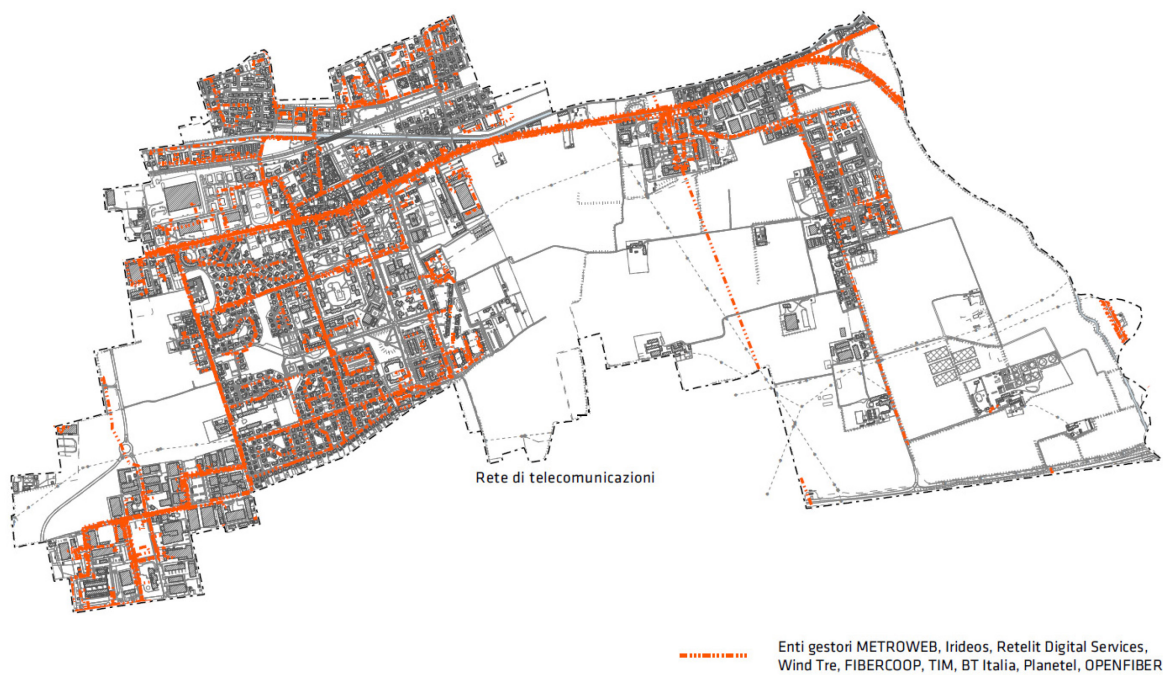 Rete di telecomunicazioni
Enti gestori METROWEB, Irideos, Retelit Digital Services,
Wind Tre, FIBERCOOP, TIM, BT Italia, Planetel, OPENFIBER